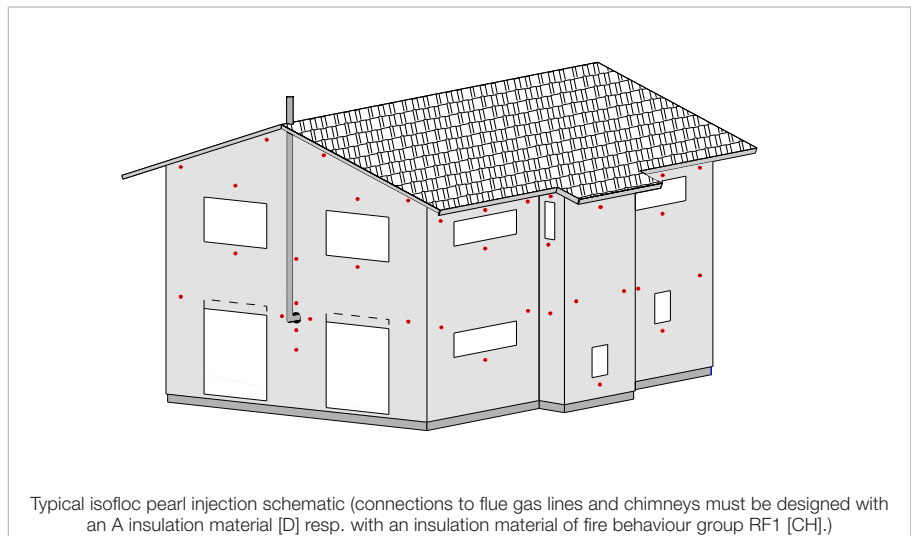 Typical isofloc pearl injection schematic (connections to flue gas lines and chimneys must be designed with
an A insulation material [D] resp. with an insulation material of fire behaviour group RF1 [CH].)